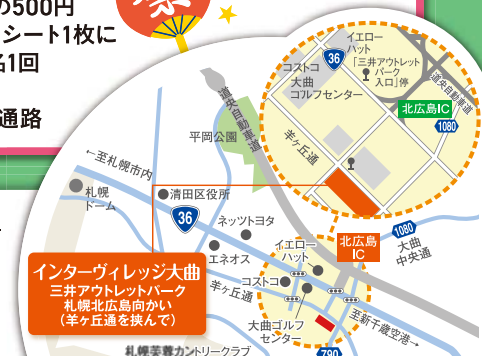 の500円
シート1枚に
名1回
通路
祭
イエロー
ハット
36
「三井アウトレット
パーク
入口」停
コストコ
大曲
ゴルフセンター
道央自動車道
北広島IC
1080
羊ヶ丘通
道央自動車道
平岡公園
←至札幌市内
札幌
ドーム
清田区役所
36
ネッツトヨタ
エネオス
イエロー
ハット
北広島
IC
1080
大曲
中央通
インターヴィレッジ大曲
三井アウトレットパーク
札幌北広島向かい
(羊ヶ丘通を挟んで)
羊ヶ丘通
コストコ
大曲ゴルフ
センター
至新千歳空港→
790
札幌芙蓉カントリークラブ